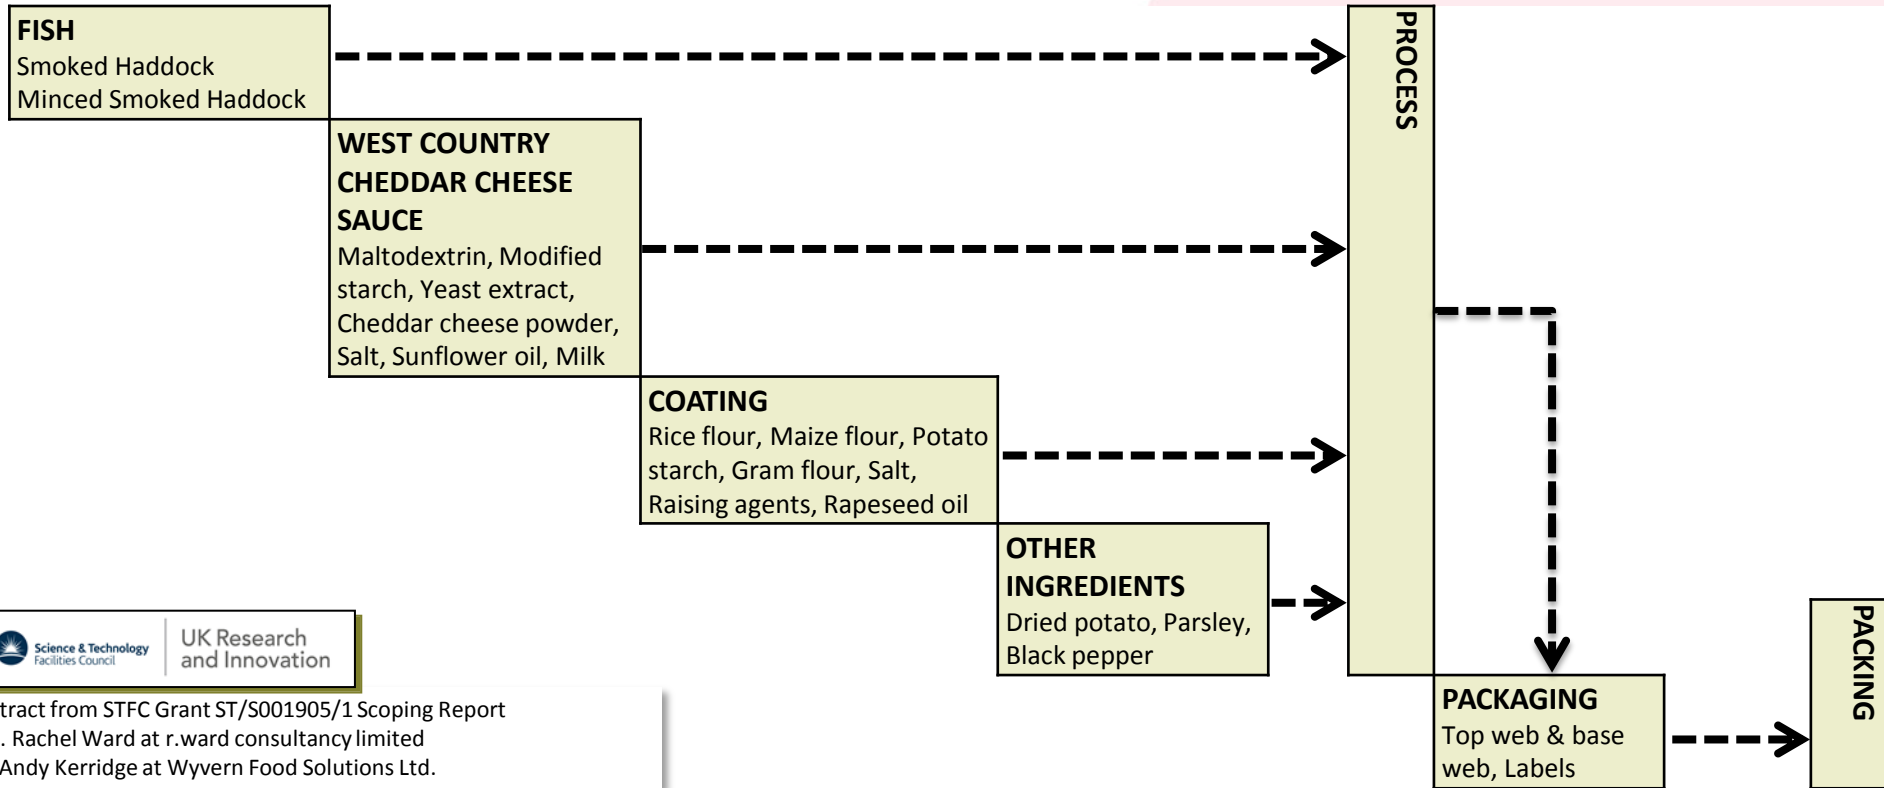 FISH
Smoked Haddock
Minced Smoked Haddock
WEST COUNTRY
CHEDDAR CHEESE
SAUCE
Maltodextrin, Modified
starch, Yeast extract,
Cheddar cheese powder,
Salt, Sunflower oil, Milk
COATING
Rice flour, Maize flour, Potato
starch, Gram flour, Salt,
Raising agents, Rapeseed oil
OTHER
INGREDIENTS
Dried potato, Parsley,
Black pepper
PROCESS
PACKAGING
Top web & base
web, Labels
PACKING
Science & Technology
Facilities Council
UK Research
and Innovation
tract from STFC Grant ST/S001905/1 Scoping Report
. Rachel Ward at r.ward consultancy limited
Andy Kerridge at Wyvern Food Solutions Ltd.